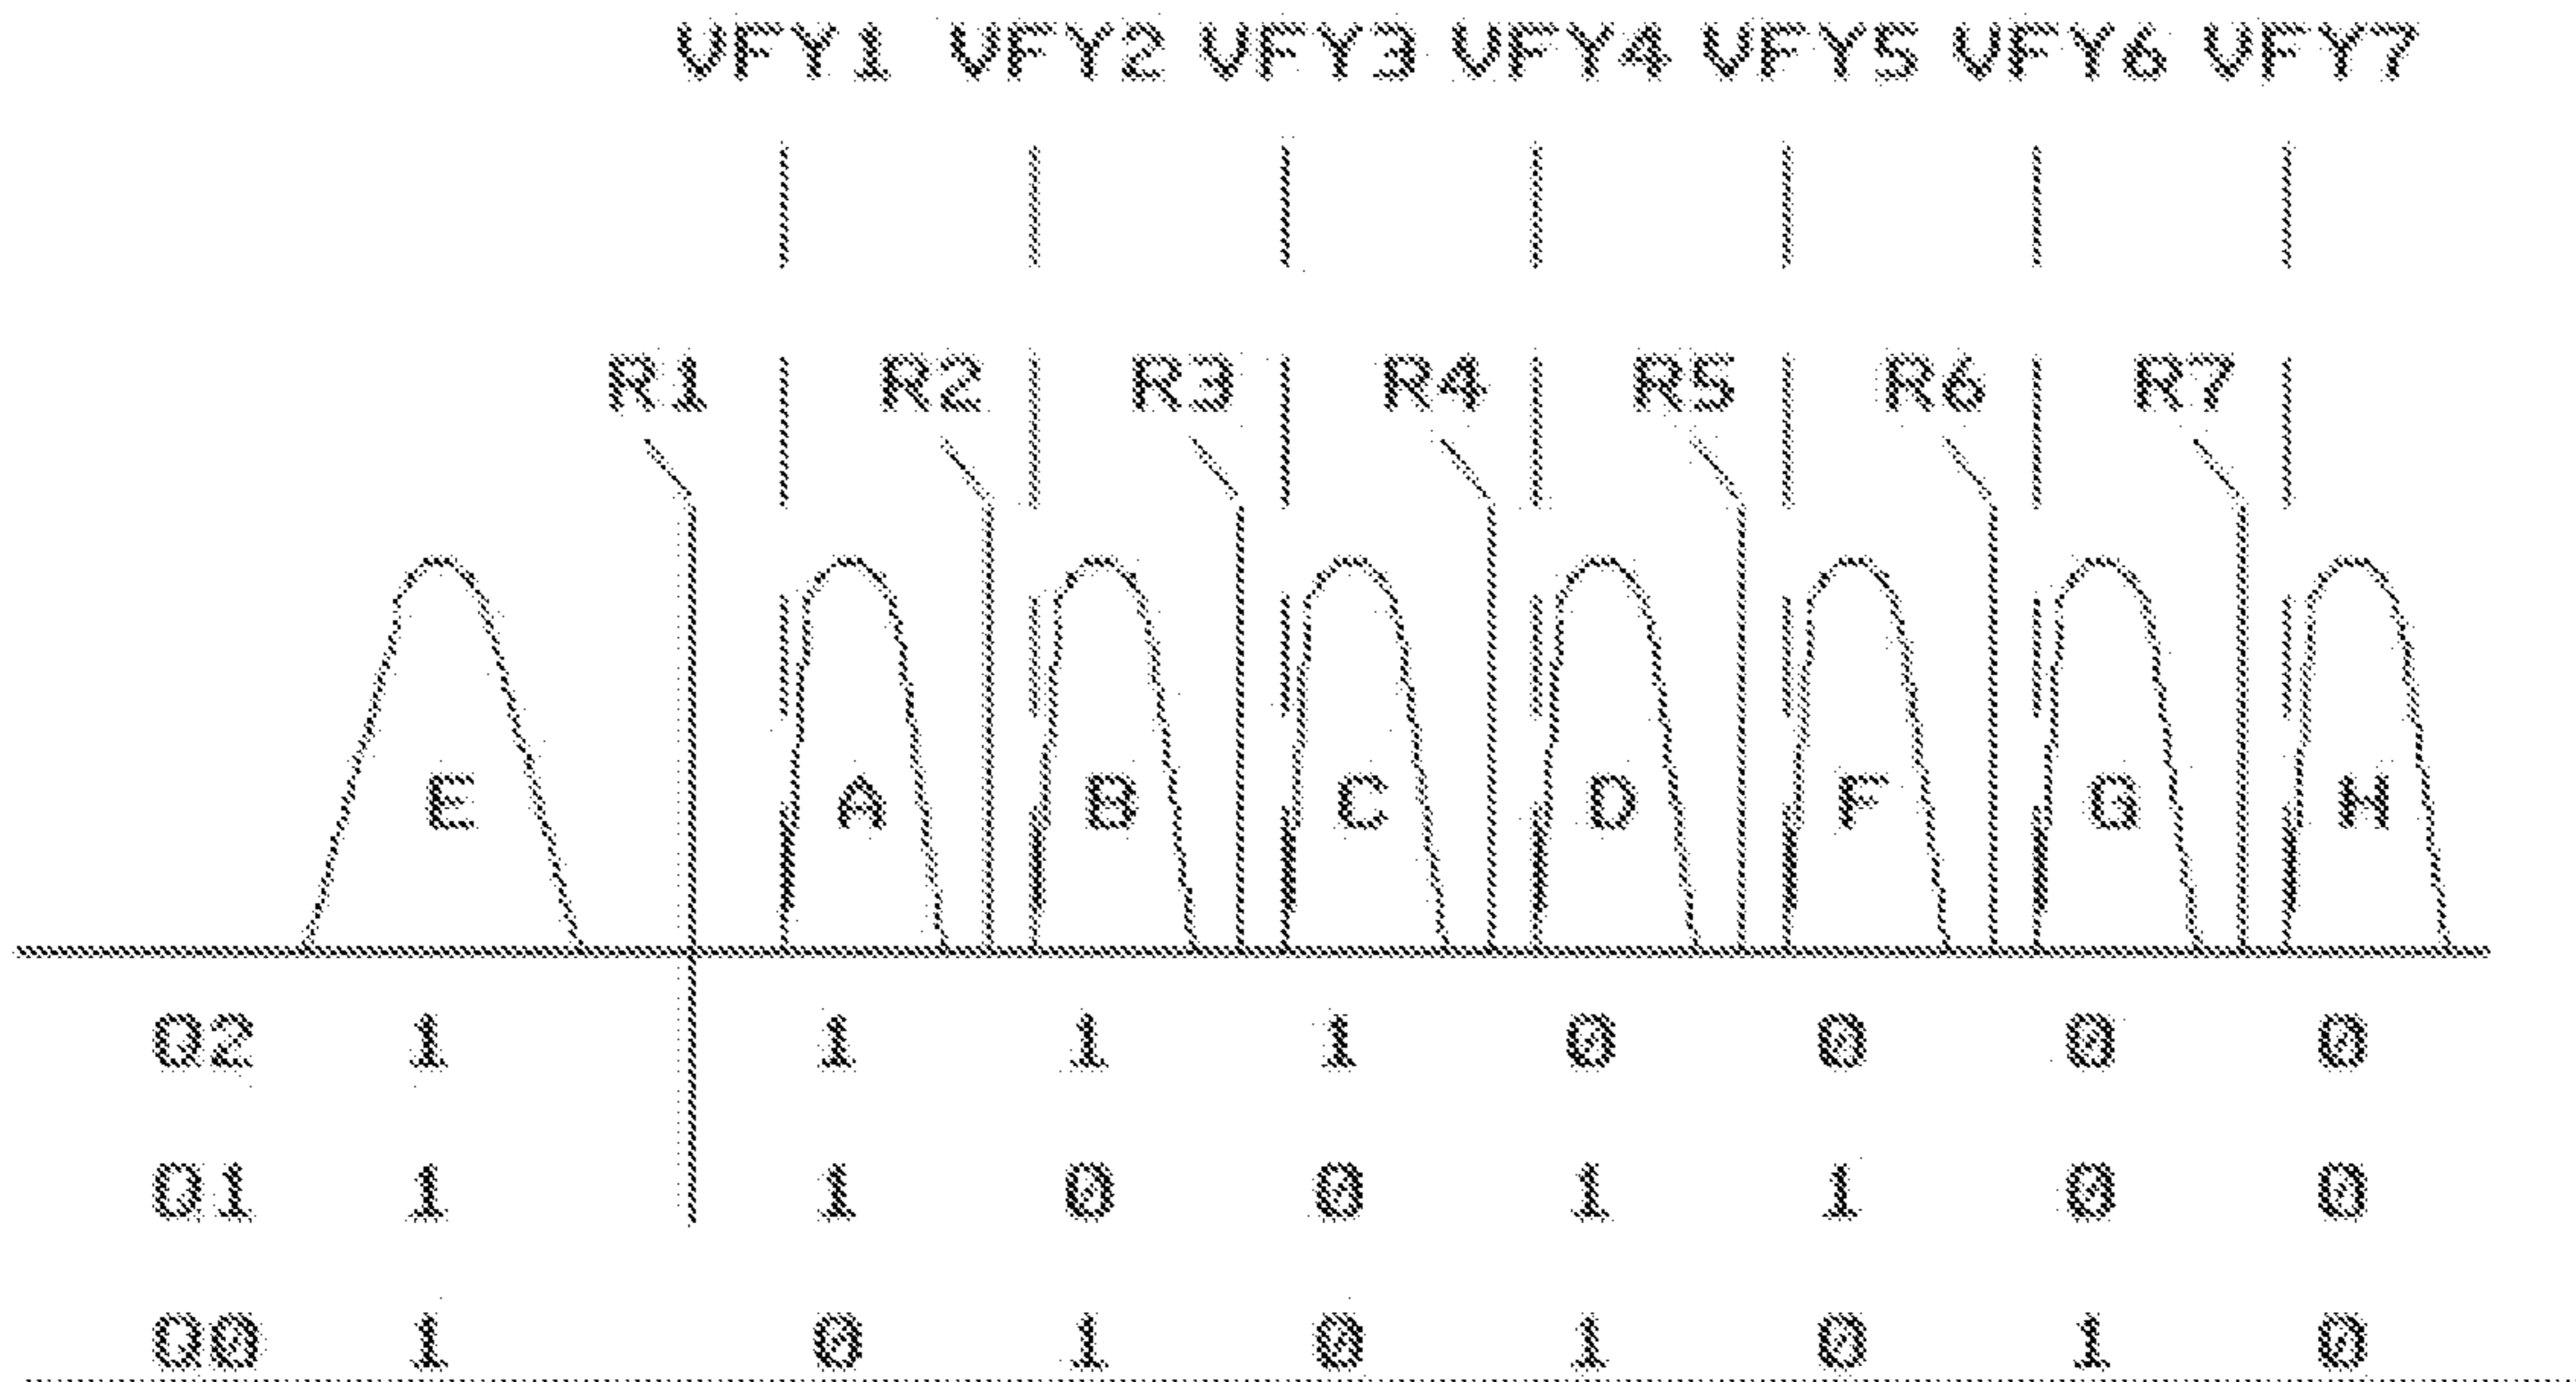 VFY1 VFY2 VFY3 VFY4 VFY5 VFY6 VFY7
R1 R2 R3 R4 R5 R6 R7
E A B C D F G H
Q2 1 1 1 1 0 0 0 0
Q1 1 1 0 0 1 1 0 0
Q0 1 0 1 0 1 0 1 0